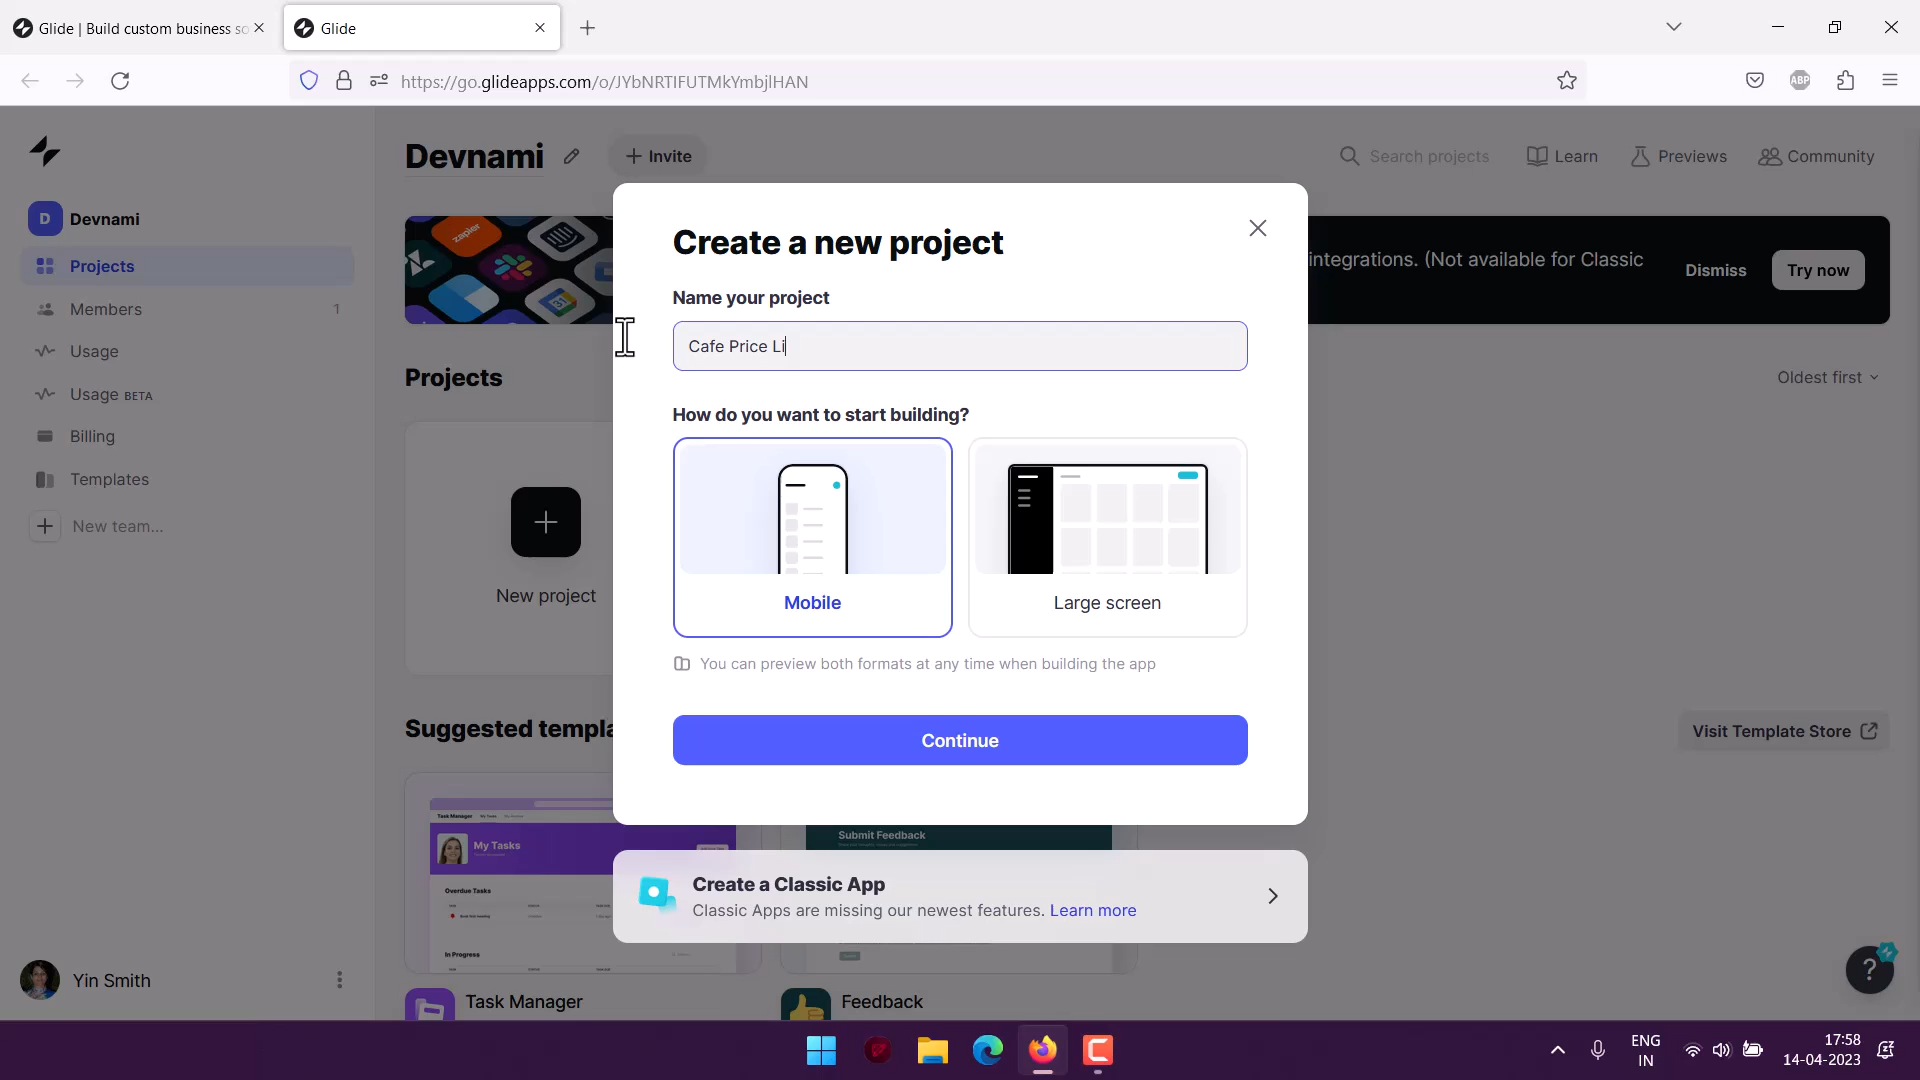 Glide | Build custom business so
Glide
https://go.glideapps.com/o/JYbNRTIFUTMkYmbjlHAN
ABP
Devnami
Invite
Search projects
Learn
Previews
Community
D Devnami
Projects
Members 1
Usage
Usage BETA
Billing
Templates
New team...
zapier
integrations. (Not available for Classic
Dismiss
Try now
Create a new project
Name your project
Cafe Price Li
How do you want to start building?
Mobile
Large screen
You can preview both formats at any time when building the app
Continue
Create a Classic App
Classic Apps are missing our newest features. Learn more
Projects
Oldest first
New project
Suggested templa
Visit Template Store
Task Manager
My Tasks
Overdue Tasks
In Progress
Submit Feedback
Task Manager
Feedback
Yin Smith
?
ENG
IN
17:58
14-04-2023